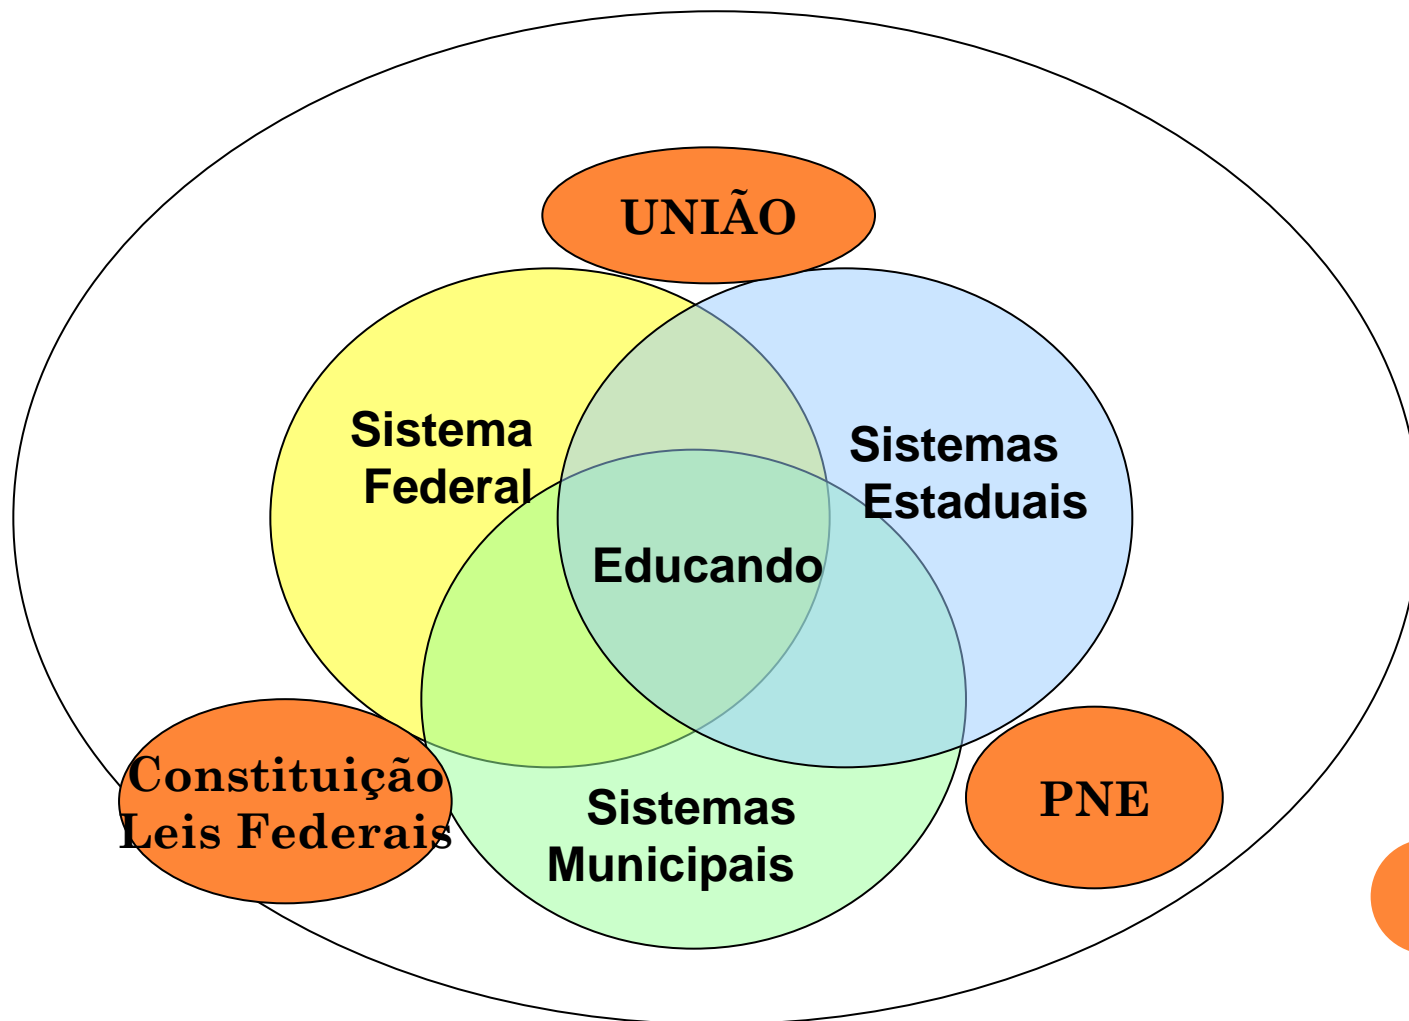 UNIÃO
Sistema
Federal
Sistemas
Estaduais
Educando
Constituição
Leis Federais
Sistemas
Municipais
PNE